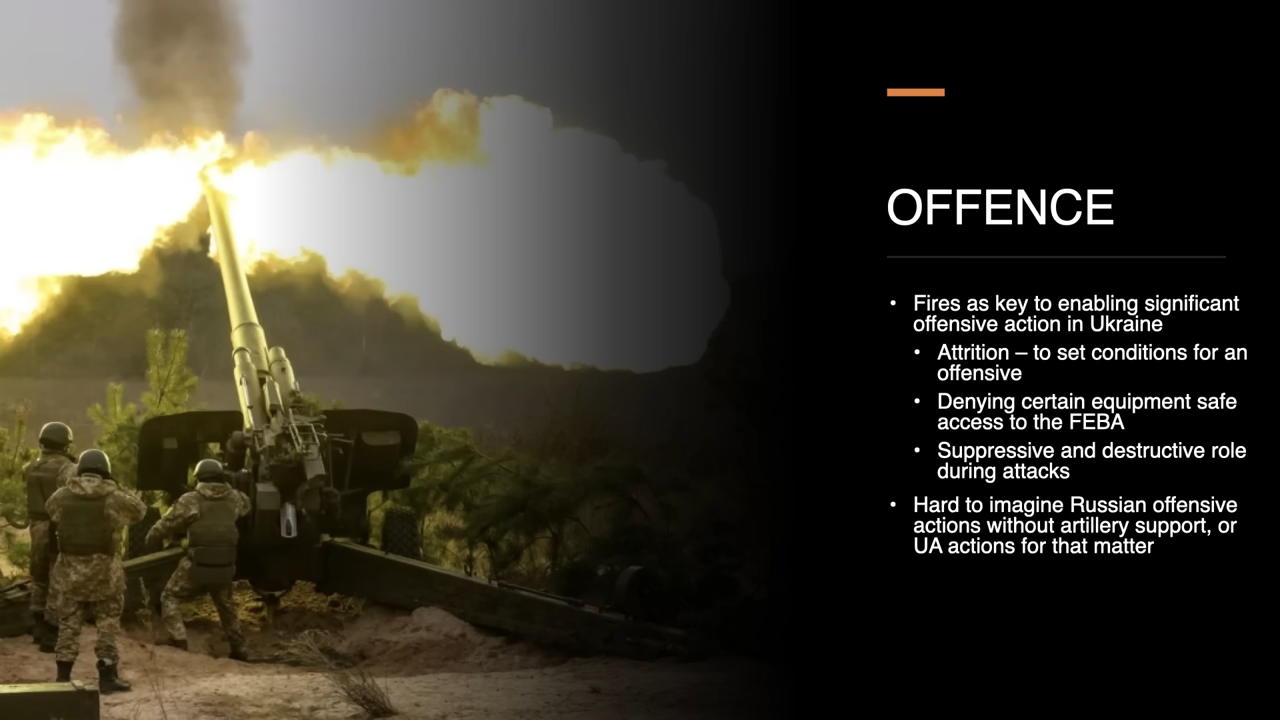 OFFENCE
• Fires as key to enabling significant
offensive action in Ukraine
• Attrition – to set conditions for an
offensive
• Denying certain equipment safe
access to the FEBA
• Suppressive and destructive role
during attacks
• Hard to imagine Russian offensive
actions without artillery support, or
UA actions for that matter